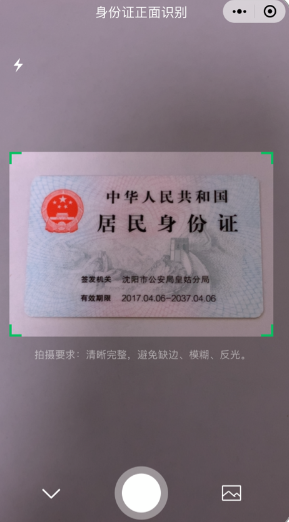 身份证正面识别
中华人民共和国
居民身份证
签发机关 沈阳市公安局皇姑分局
有效期限 2017.04.06-2037.04.06
拍摄要求：清晰完整，避免缺边、模糊、反光。